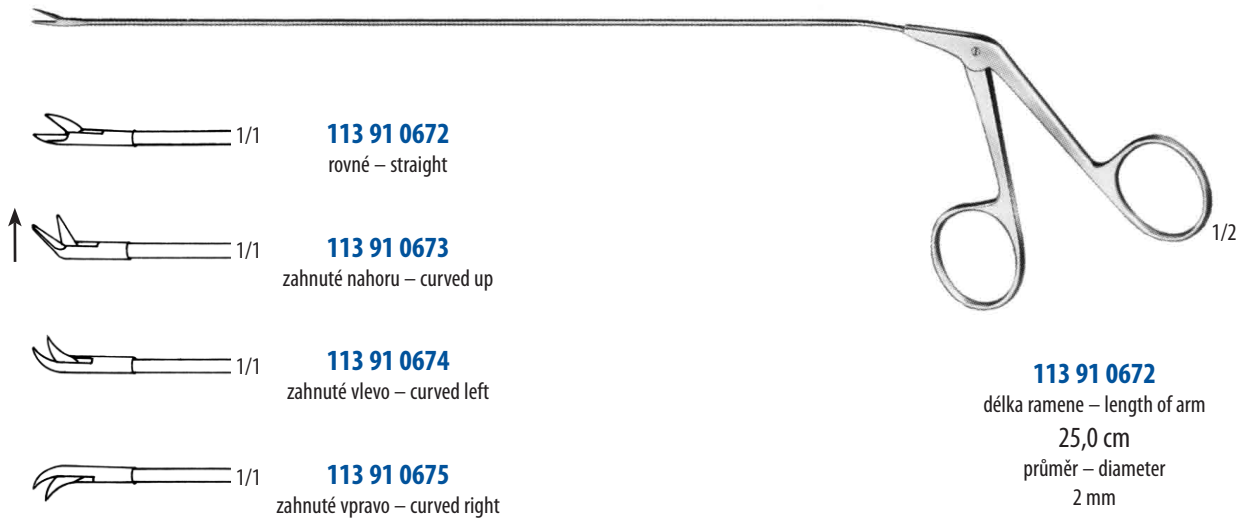 1/1
113 91 0672
rovné – straight
1/1
113 91 0673
zahnuté nahoru – curved up
1/1
113 91 0674
zahnuté vlevo – curved left
1/1
113 91 0675
zahnuté vpravo – curved right
1/2
113 91 0672
délka ramene – length of arm
25,0 cm
průměr – diameter
2 mm